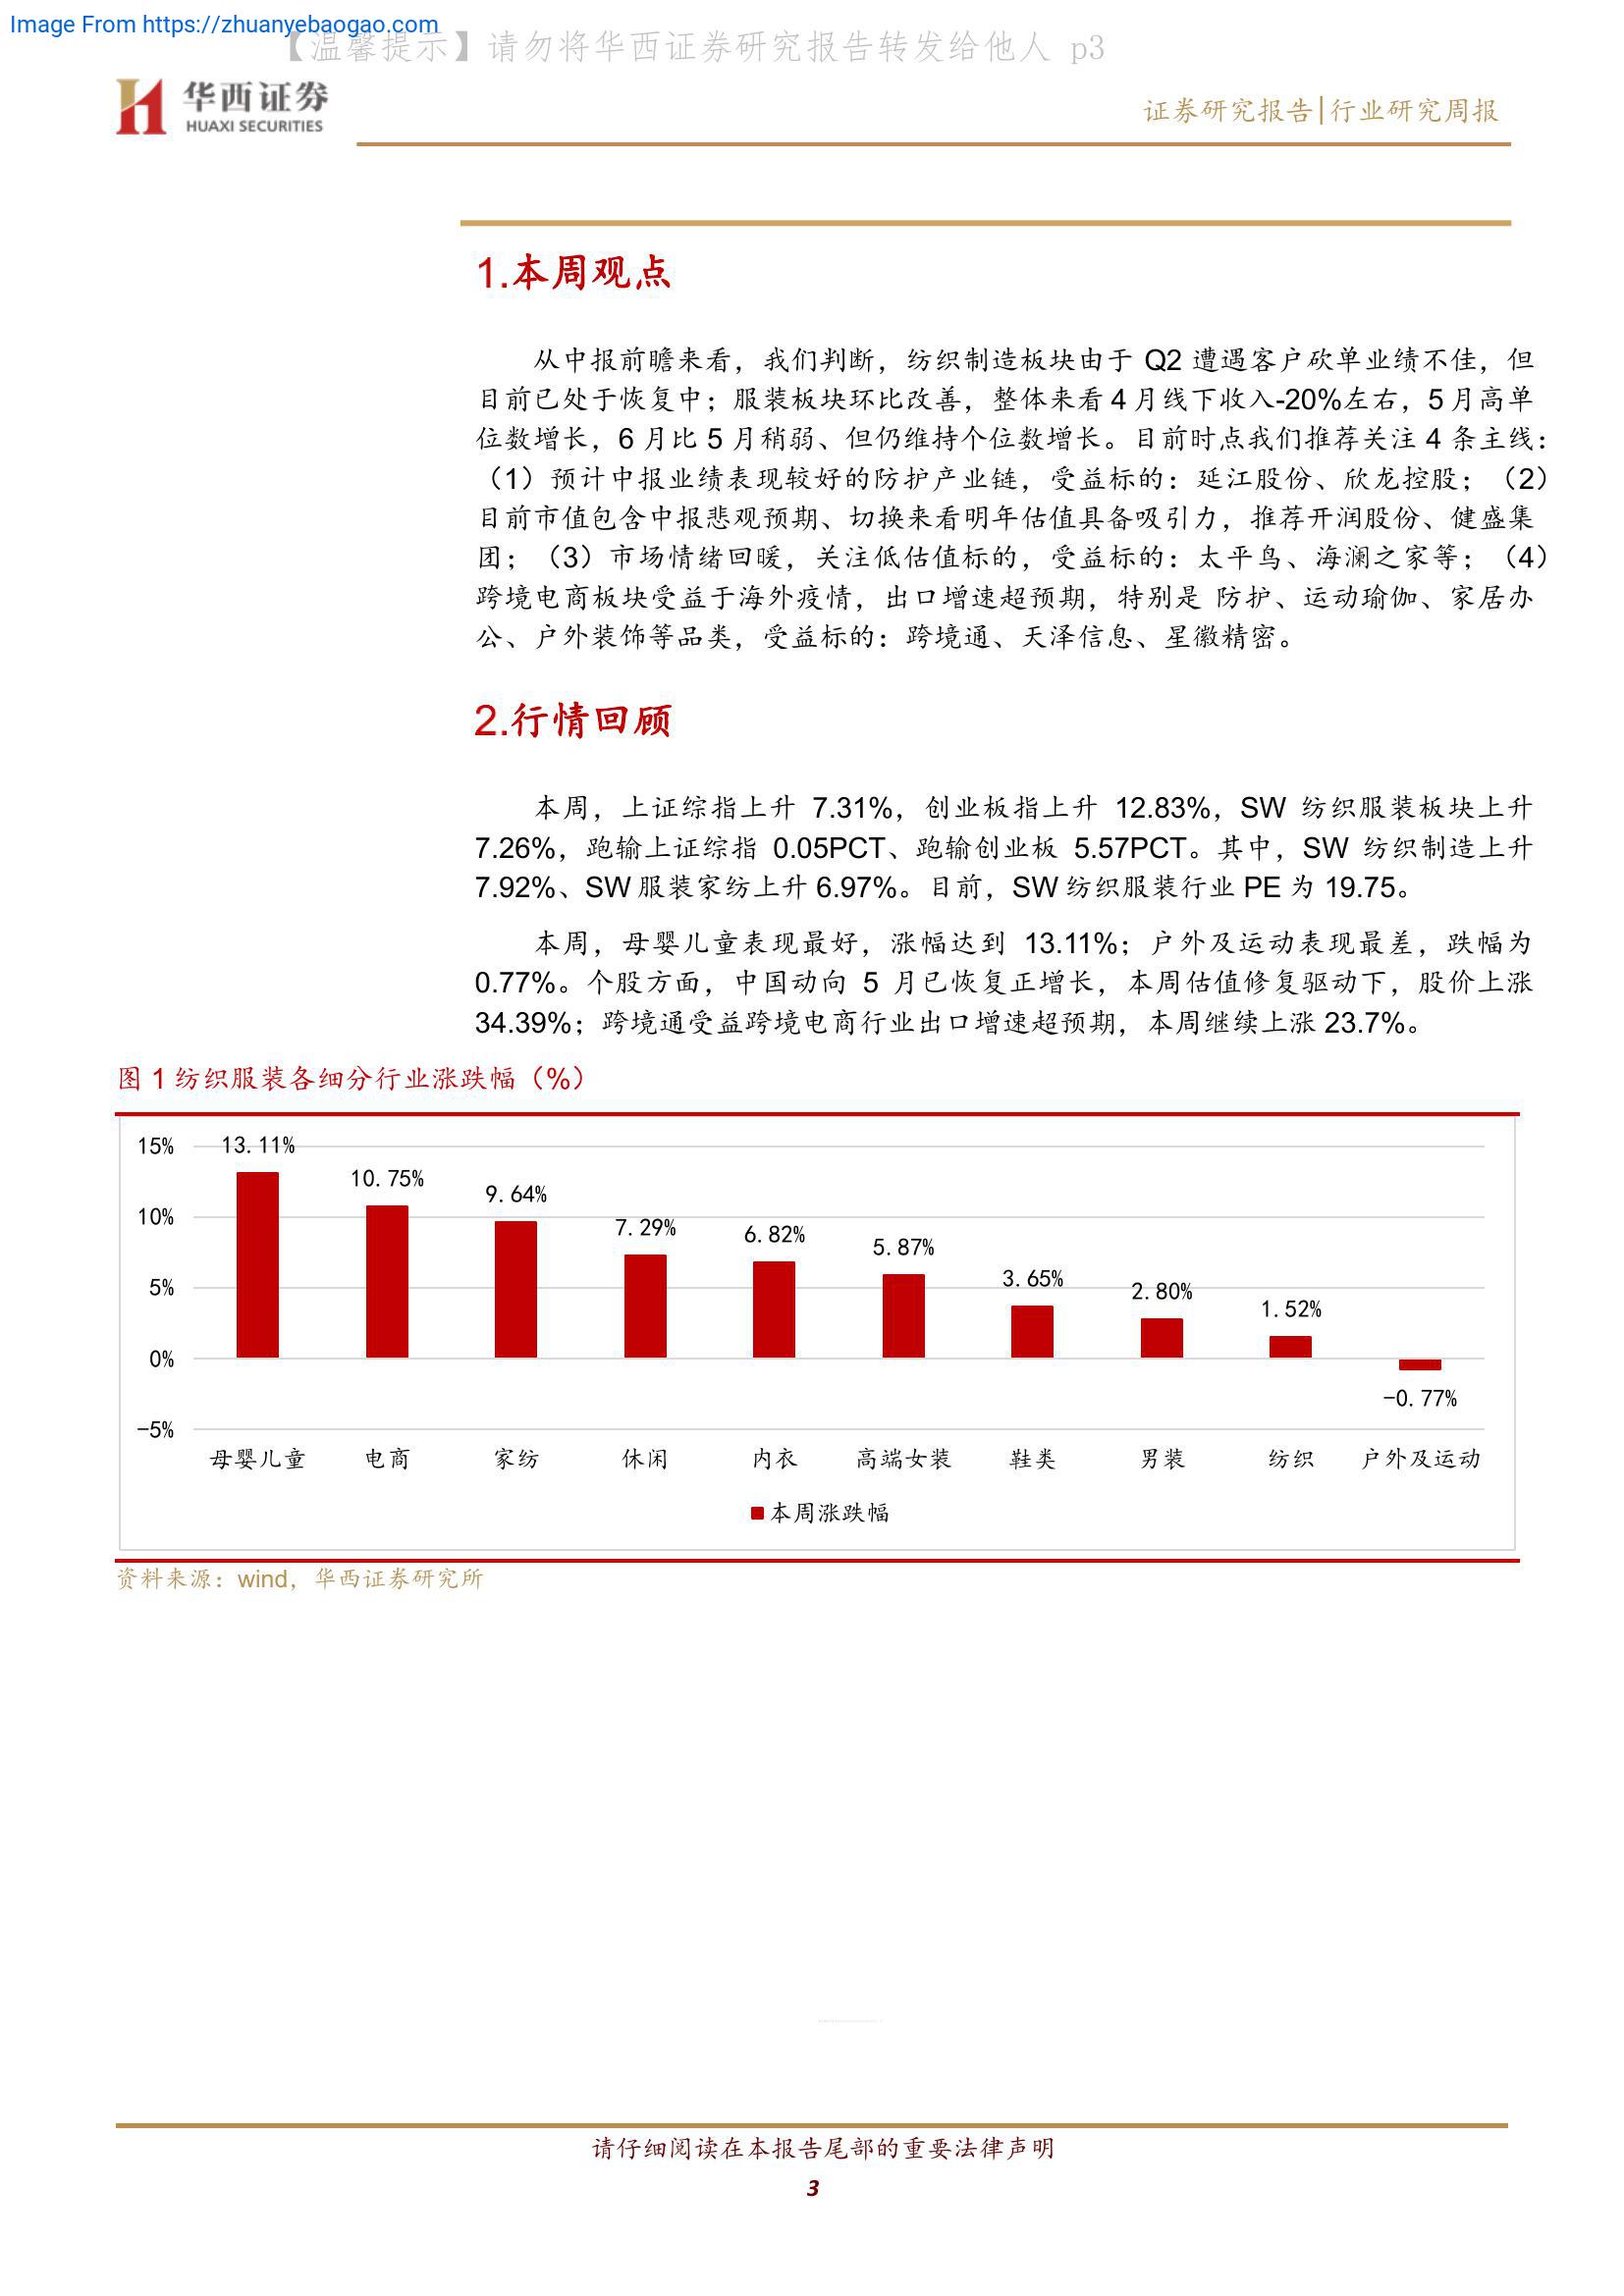 Image From https://zhuanyebaogao.com
【温馨提示】请勿将华西证券研究报告转发给他人 p3
华西证券
HUAXI SECURITIES
证券研究报告|行业研究周报
1.本周观点
从中报前瞻来看，我们判断，纺织制造板块由于 Q2 遭遇客户砍单业绩不佳，但
目前已处于恢复中；服装板块环比改善，整体来看 4 月线下收入-20%左右，5 月高单
位数增长，6 月比 5 月稍弱、但仍维持个位数增长。目前时点我们推荐关注 4 条主线：
（1）预计中报业绩表现较好的防护产业链，受益标的：延江股份、欣龙控股；（2）
目前市值包含中报悲观预期、切换来看明年估值具备吸引力，推荐开润股份、健盛集
团；（3）市场情绪回暖，关注低估值标的，受益标的：太平鸟、海澜之家等；（4）
跨境电商板块受益于海外疫情，出口增速超预期，特别是 防护、运动瑜伽、家居办
公、户外装饰等品类，受益标的：跨境通、天泽信息、星徽精密。
2.行情回顾
本周，上证综指上升 7.31%，创业板指上升 12.83%，SW 纺织服装板块上升
7.26%，跑输上证综指 0.05PCT、跑输创业板 5.57PCT。其中，SW 纺织制造上升
7.92%、SW 服装家纺上升 6.97%。目前，SW 纺织服装行业 PE 为 19.75。
本周，母婴儿童表现最好，涨幅达到 13.11%；户外及运动表现最差，跌幅为
0.77%。个股方面，中国动向 5 月已恢复正增长，本周估值修复驱动下，股价上涨
34.39%；跨境通受益跨境电商行业出口增速超预期，本周继续上涨 23.7%。
图 1 纺织服装各细分行业涨跌幅（%）
15%
10%
5%
0%
-5%
13.11%
10.75%
9.64%
7.29%
6.82%
5.87%
3.65%
2.80%
1.52%
-0.77%
母婴儿童 电商 家纺 休闲 内衣 高端女装 鞋类 男装 纺织 户外及运动
本周涨跌幅
资料来源：wind，华西证券研究所
请仔细阅读在本报告尾部的重要法律声明
3